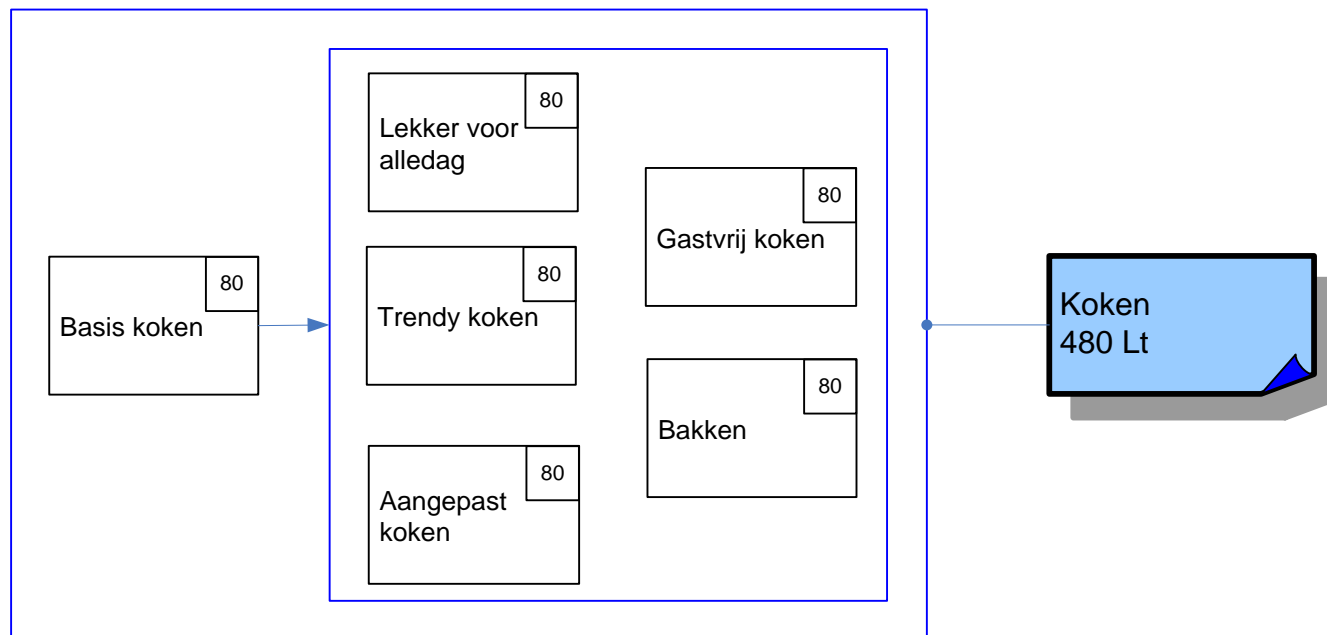 80
Basis koken
80
Lekker voor
alledag
80
Trendy koken
80
Aangepast
koken
80
Gastvrij koken
80
Bakken
Koken
480 Lt